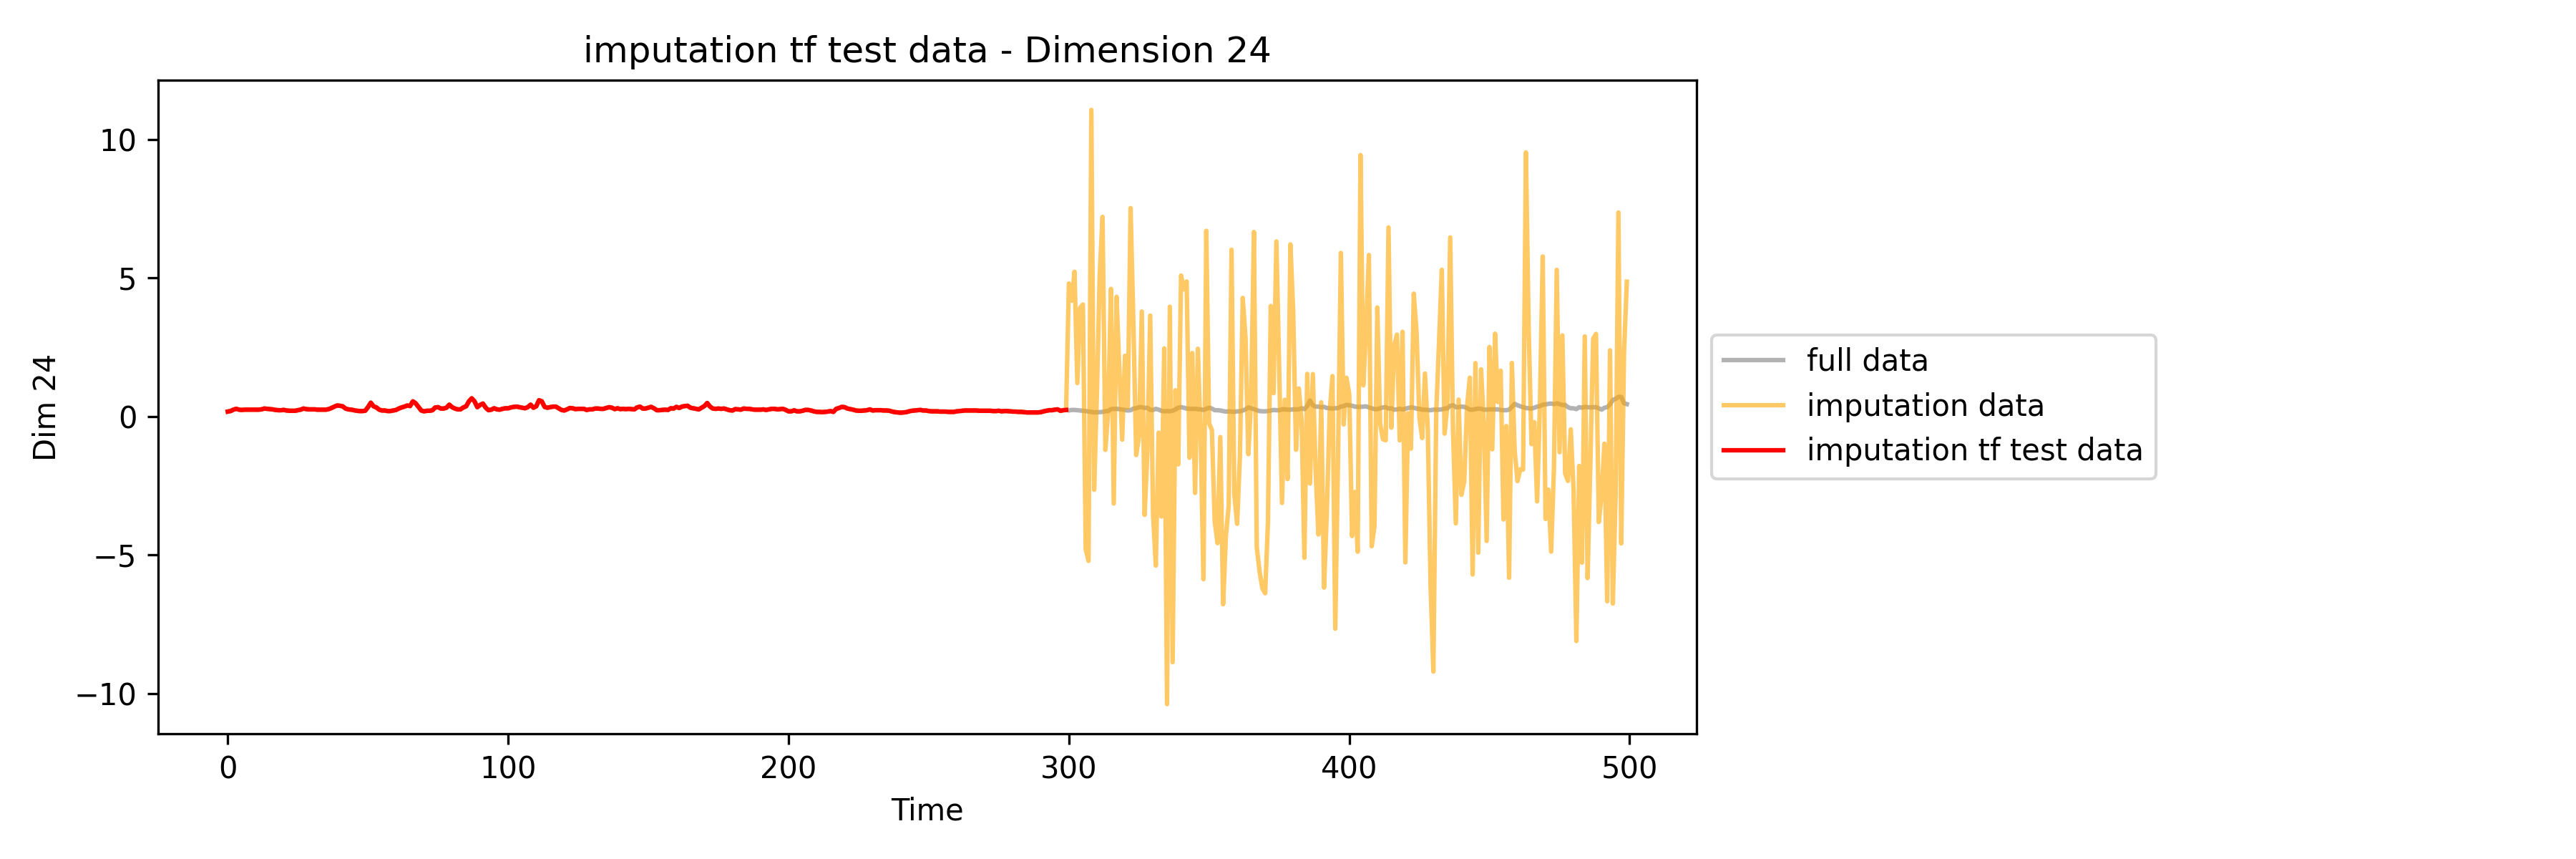 imputation tf test data - Dimension 24
10
5
0
−5
−10
Dim 24
0
100
200
300
400
500
Time
full data
imputation data
imputation tf test data